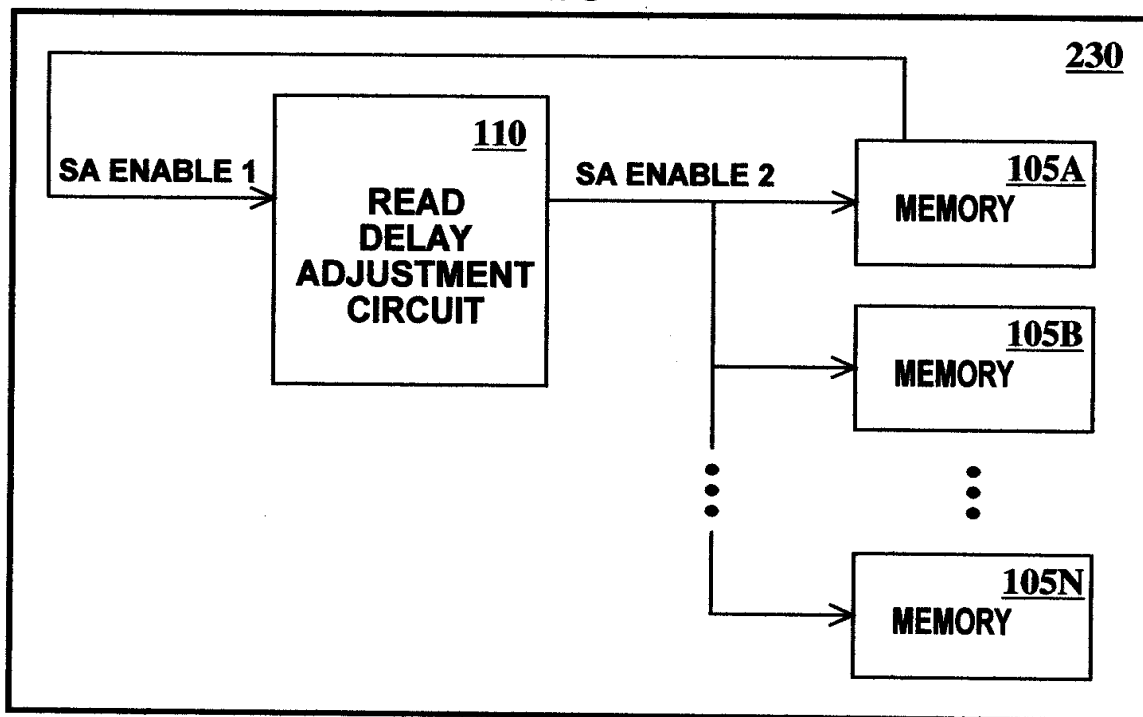 230
110
SA ENABLE 1
READ
DELAY
ADJUSTMENT
CIRCUIT
SA ENABLE 2
105A
MEMORY
105B
MEMORY
105N
MEMORY